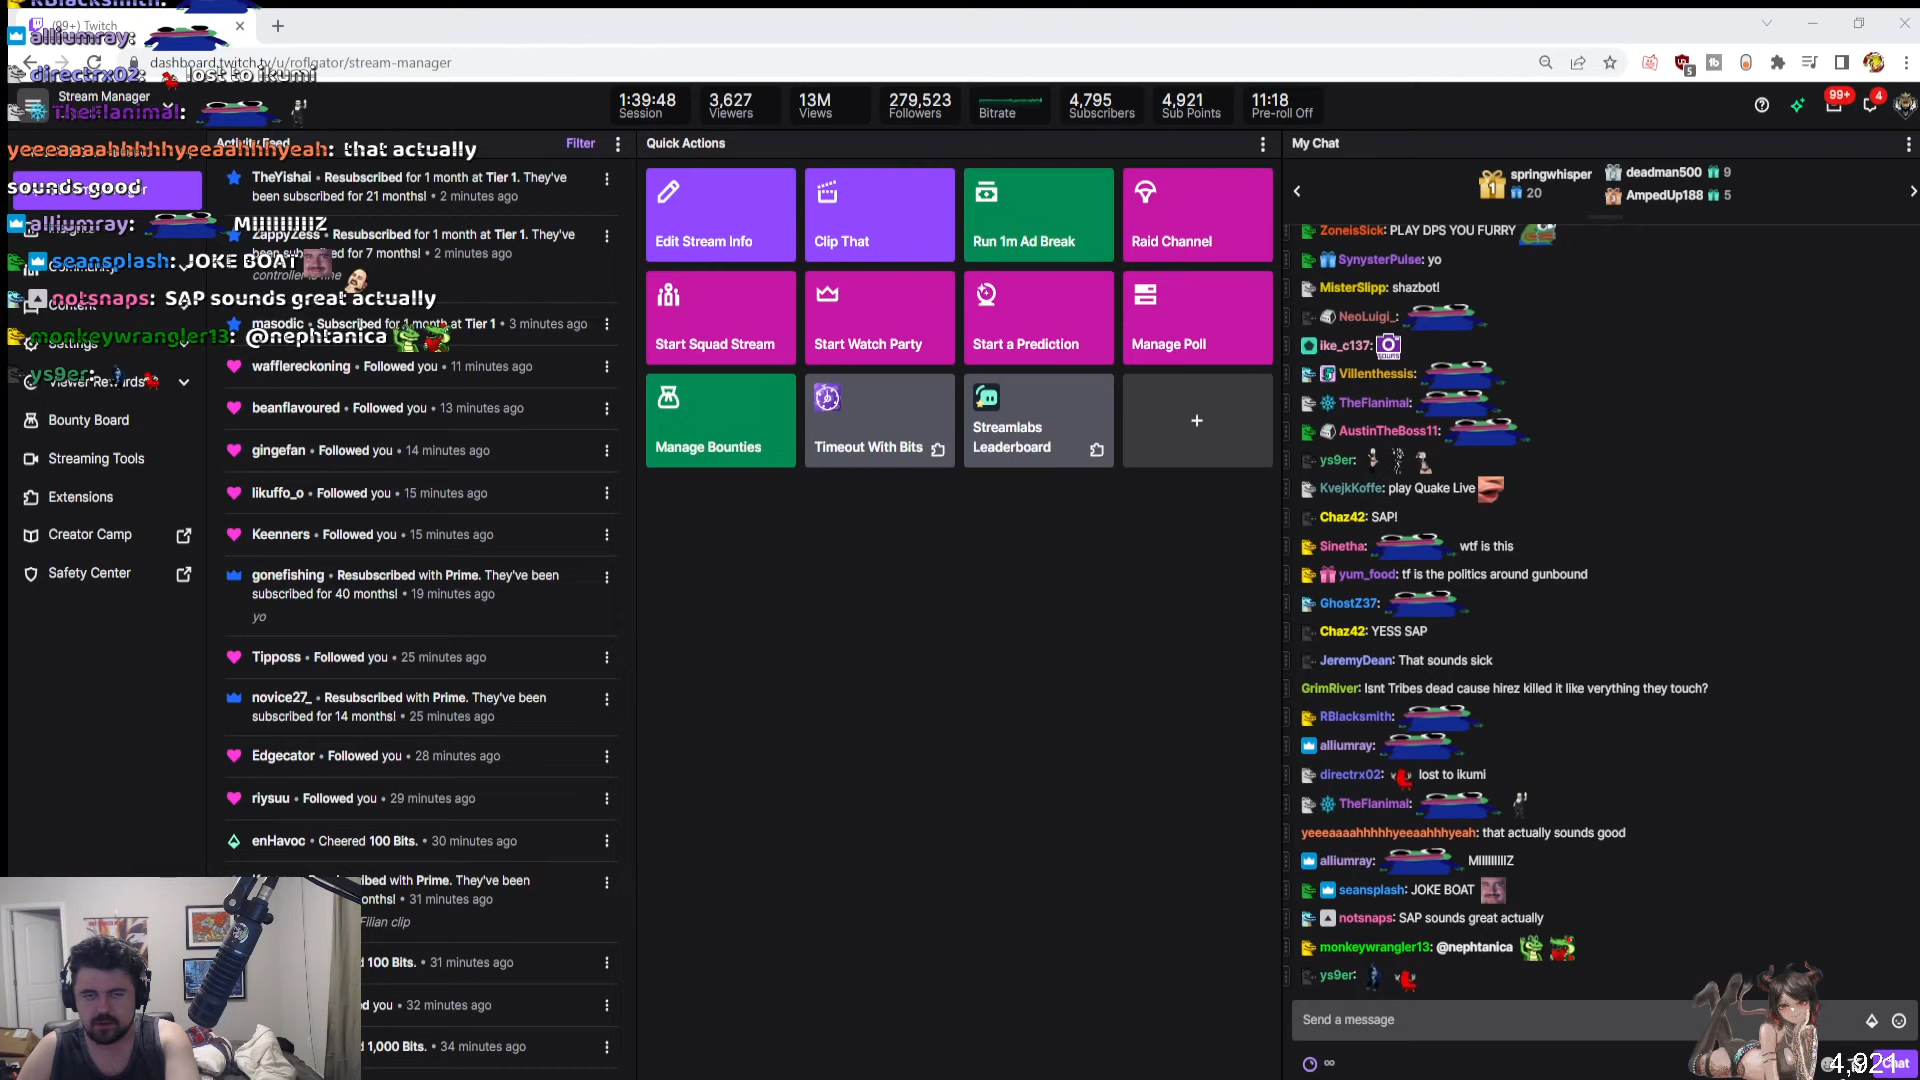 (99+) Twitch
dashboard.twitch.tv/u/roflgator/stream-manager
5
RBlacksmith:
alliumray:
directrx02: lost to ikumi
TheFlanimal:
yeeeaaaahhhhhyeeaahhhyeah: that actually
sounds good
alliumray: MIIIIIIIIZ
seansplash: JOKE BOAT
notsnaps: SAP sounds great actually
monkeywrangler13: @nephtanica
ys9er:
Stream Manager
1:39:48
Session
3,627
Viewers
13M
Views
279,523
Followers
Bitrate
4,795
Subscribers
4,921
Sub Points
11:18
Pre-roll Off
99+
4
Settings
Viewer Rewards
Bounty Board
Streaming Tools
Extensions
Creator Camp
Safety Center
Activity Feed
Filter
TheYishai • Resubscribed for 1 month at Tier 1. They've
been subscribed for 21 months! • 2 minutes ago
ZappyZess • Resubscribed for 1 month at Tier 1. They've
been subscribed for 7 months! • 2 minutes ago
controller is fine
masodic • Subscribed for 1 month at Tier 1 • 3 minutes ago
wafflereckoning • Followed you • 11 minutes ago
beanflavoured • Followed you • 13 minutes ago
gingefan • Followed you • 14 minutes ago
likuffo_o • Followed you • 15 minutes ago
Keenners • Followed you • 15 minutes ago
gonefishing • Resubscribed with Prime. They've been
subscribed for 40 months! • 19 minutes ago
yo
Tipposs • Followed you • 25 minutes ago
novice27_ • Resubscribed with Prime. They've been
subscribed for 14 months! • 25 minutes ago
Edgecator • Followed you • 28 minutes ago
riysuu • Followed you • 29 minutes ago
enHavoc • Cheered 100 Bits. • 30 minutes ago
ibed with Prime. They've been
onths! • 31 minutes ago
Filian clip
100 Bits. • 31 minutes ago
d you • 32 minutes ago
1,000 Bits. • 34 minutes ago
Quick Actions
Edit Stream Info
Clip That
Run 1m Ad Break
Raid Channel
Start Squad Stream
Start Watch Party
Start a Prediction
Manage Poll
Manage Bounties
Timeout With Bits
Streamlabs
Leaderboard
My Chat
1
springwhisper
20
deadman500 9
AmpedUp188 5
ZoneisSick: PLAY DPS YOU FURRY
SynysterPulse: yo
MisterSlipp: shazbot!
NeoLuigi_:
ike_c137:
Villenthessis:
TheFlanimal:
AustinTheBoss11:
ys9er:
KvejkKoffe: play Quake Live
Chaz42: SAP!
Sinetha: wtf is this
yum_food: tf is the politics around gunbound
GhostZ37:
Chaz42: YESS SAP
JeremyDean: That sounds sick
GrimRiver: Isnt Tribes dead cause hirez killed it like verything they touch?
RBlacksmith:
alliumray:
directrx02: lost to ikumi
TheFlanimal:
yeeeaaaahhhhhyeeaahhhyeah: that actually sounds good
alliumray: MIIIIIIIIZ
seansplash: JOKE BOAT
notsnaps: SAP sounds great actually
monkeywrangler13: @nephtanica
ys9er:
Send a message
∞
4,921
Chat